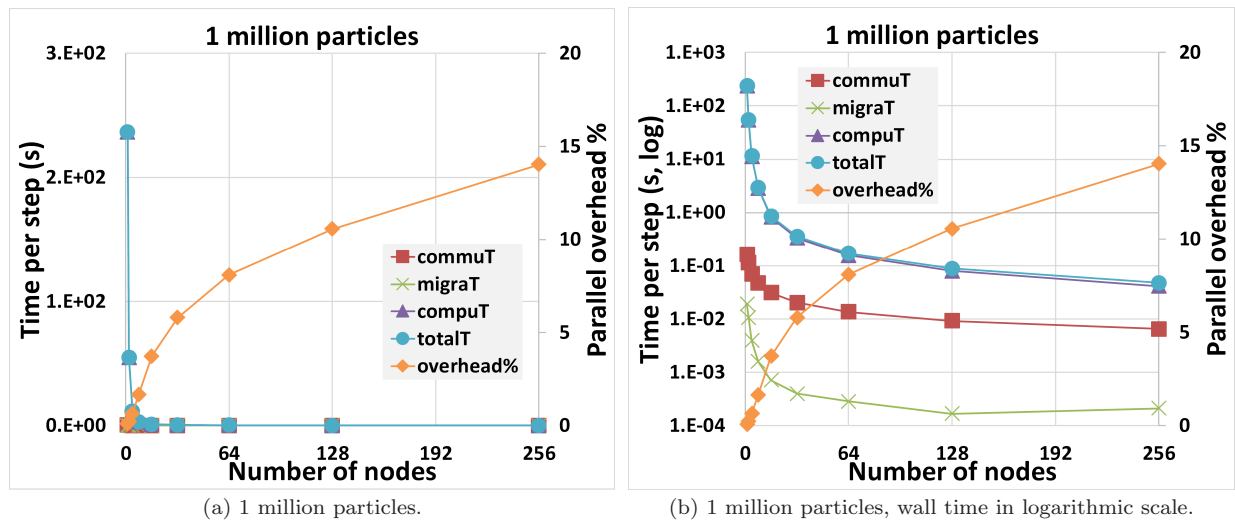 1 million particles
3.E+02
2.E+02
1.E+02
0.E+00
Time per step (s)
20
15
10
5
0
Parallel overhead %
commuT
migraT
compuT
totalT
overhead%
0 64 128 192 256
Number of nodes
(a) 1 million particles.
1 million particles
1.E+03
1.E+02
1.E+01
1.E+00
1.E-01
1.E-02
1.E-03
1.E-04
Time per step (s, log)
commuT
migraT
compuT
totalT
overhead%
20
15
10
5
0
Parallel overhead %
0 64 128 192 256
Number of nodes
(b) 1 million particles, wall time in logarithmic scale.